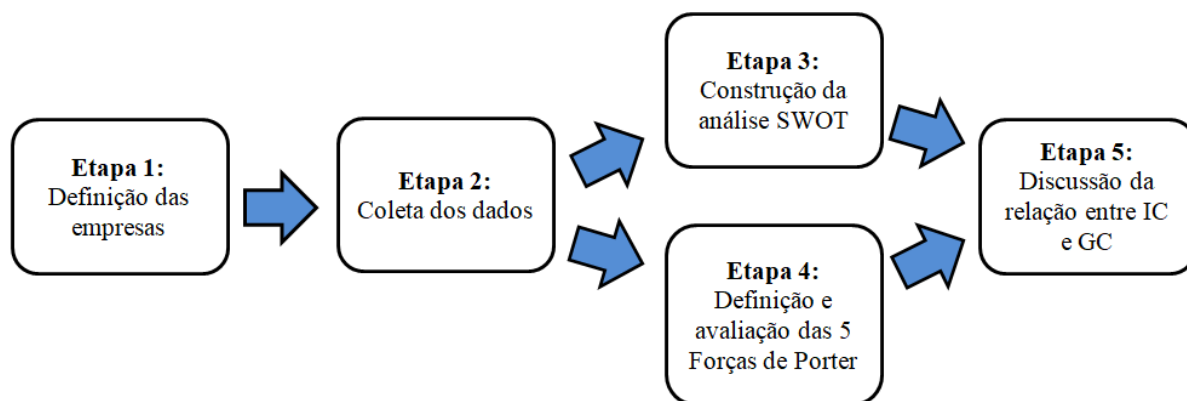 Etapa 1:
Definição das
empresas
Etapa 2:
Coleta dos dados
Etapa 3:
Construção da
análise SWOT
Etapa 4:
Definição e
avaliação das 5
Forças de Porter
Etapa 5:
Discussão da
relação entre IC
e GC